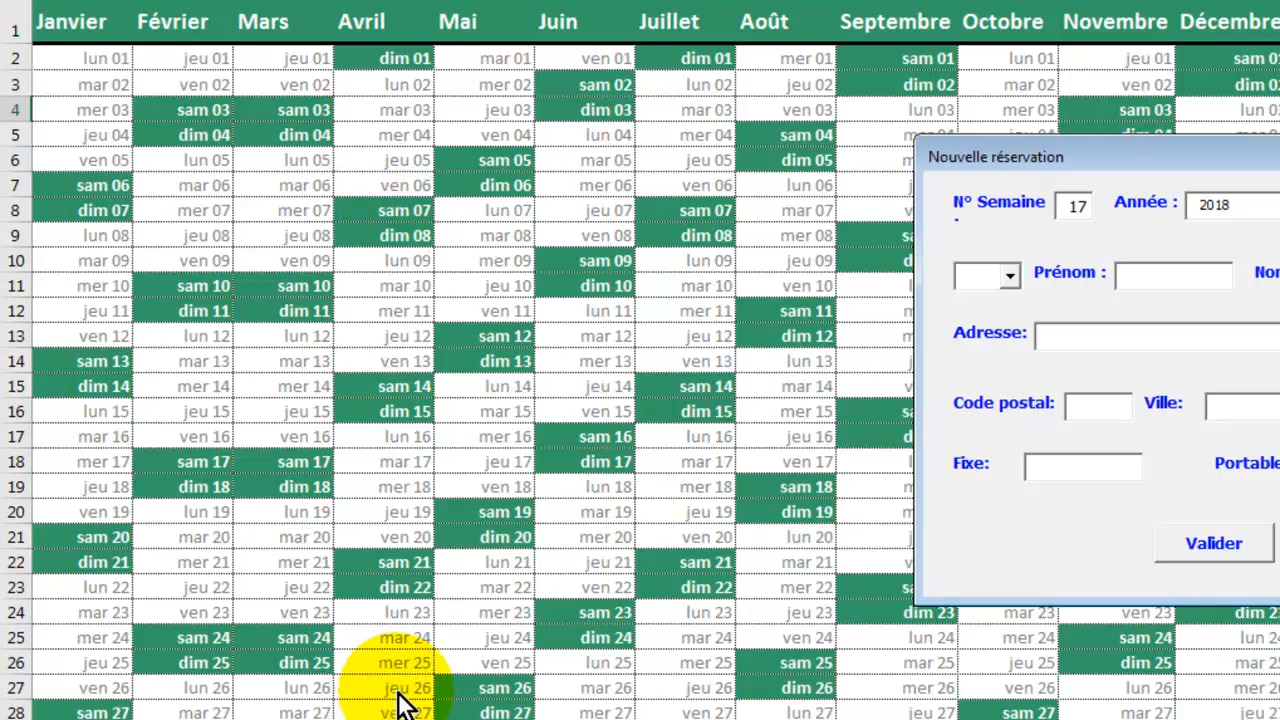 1 Janvier Février Mars Avril Mai Juin Juillet Août Septembre Octobre Novembre Décembre
2 lun 01 jeu 01 jeu 01 dim 01 mar 01 ven 01 dim 01 mer 01 sam 01 lun 01 jeu 01 sam 0
3 mar 02 ven 02 ven 02 lun 02 mer 02 sam 02 lun 02 jeu 02 dim 02 mar 02 ven 02 dim 0
4 mer 03 sam 03 sam 03 mar 03 jeu 03 dim 03 mar 03 ven 03 lun 03 mer 03 sam 03 lun 0
5 jeu 04 dim 04 dim 04 mer 04 ven 04 lun 04 mer 04 sam 04
6 ven 05 lun 05 lun 05 jeu 05 sam 05 mar 05 jeu 05 dim 05
7 sam 06 mar 06 mar 06 ven 06 dim 06 mer 06 ven 06 lun 06
8 dim 07 mer 07 mer 07 sam 07 lun 07 jeu 07 sam 07 mar 07
9 lun 08 jeu 08 jeu 08 dim 08 mar 08 ven 08 dim 08 mer 08
10 mar 09 ven 09 ven 09 lun 09 mer 09 sam 09 lun 09 jeu 09
11 mer 10 sam 10 sam 10 mar 10 jeu 10 dim 10 mar 10 ven 10
12 jeu 11 dim 11 dim 11 mer 11 ven 11 lun 11 mer 11 sam 11
13 ven 12 lun 12 lun 12 jeu 12 sam 12 mar 12 jeu 12 dim 12
14 sam 13 mar 13 mar 13 ven 13 dim 13 mer 13 ven 13 lun 13
15 dim 14 mer 14 mer 14 sam 14 lun 14 jeu 14 sam 14 mar 14
16 lun 15 jeu 15 jeu 15 dim 15 mar 15 ven 15 dim 15 mer 15
17 mar 16 ven 16 ven 16 lun 16 mer 16 sam 16 lun 16 jeu 16
18 mer 17 sam 17 sam 17 mar 17 jeu 17 dim 17 mar 17 ven 17
19 jeu 18 dim 18 dim 18 mer 18 ven 18 lun 18 mer 18 sam 18
20 ven 19 lun 19 lun 19 jeu 19 sam 19 mar 19 jeu 19 dim 19
21 sam 20 mar 20 mar 20 ven 20 dim 20 mer 20 ven 20 lun 20
22 dim 21 mer 21 mer 21 sam 21 lun 21 jeu 21 sam 21 mar 21
23 lun 22 jeu 22 jeu 22 dim 22 mar 22 ven 22 dim 22 mer 22
24 mar 23 ven 23 ven 23 lun 23 mer 23 sam 23 lun 23 jeu 23 dim 23 mar 23 ven 23 dim 2
25 mer 24 sam 24 sam 24 mar 24 jeu 24 dim 24 mar 24 ven 24 lun 24 mer 24 sam 24 lun 2
26 jeu 25 dim 25 dim 25 mer 25 ven 25 lun 25 mer 25 sam 25 mar 25 jeu 25 dim 25 mar 2
27 ven 26 lun 26 lun 26 jeu 26 sam 26 mar 26 jeu 26 dim 26 mer 26 ven 26 lun 26 mer 2
28 sam 27 mar 27 mar 27 ven 27 dim 27 mer 27 ven 27 lun 27 jeu 27 sam 27 mar 27 jeu 2
Nouvelle réservation
N° Semaine : 17 Année : 2018
Prénom : Nor
Adresse:
Code postal: Ville:
Fixe: Portable
Valider